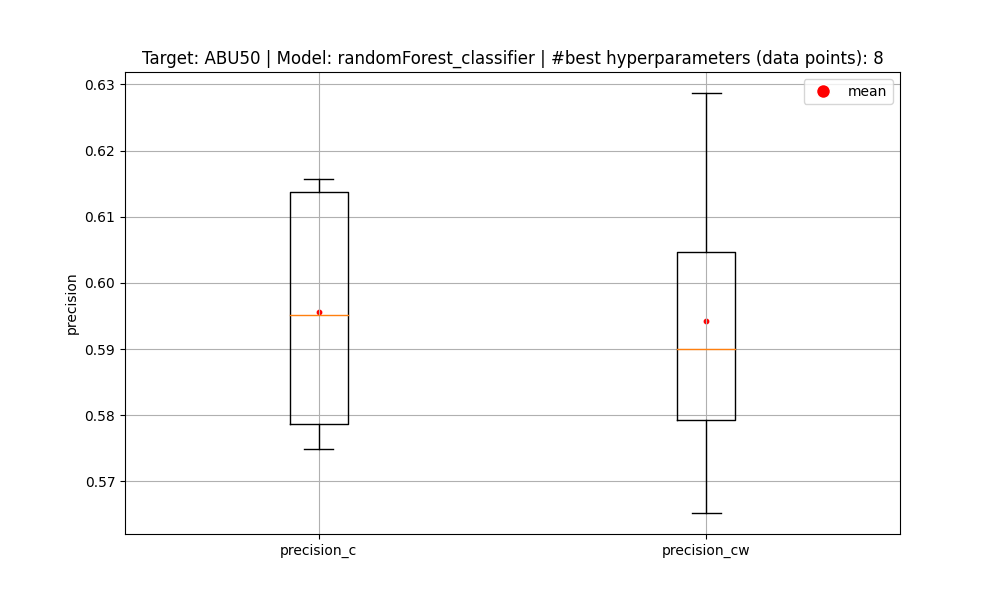 Target: ABU50 | Model: randomForest_classifier | #best hyperparameters (data points): 8
mean
0.63
0.62
0.61
0.60
0.59
0.58
0.57
precision
precision_c
precision_cw